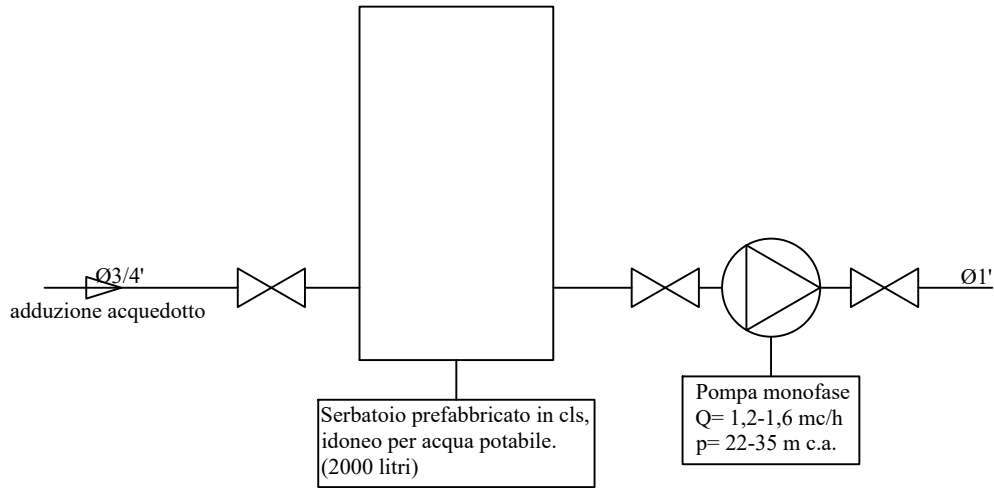 Ø3/4'
adduzione acquedotto
Ø1'
Serbatoio prefabbricato in cls,
idoneo per acqua potabile.
(2000 litri)
Pompa monofase
Q= 1,2-1,6 mc/h
p= 22-35 m c.a.